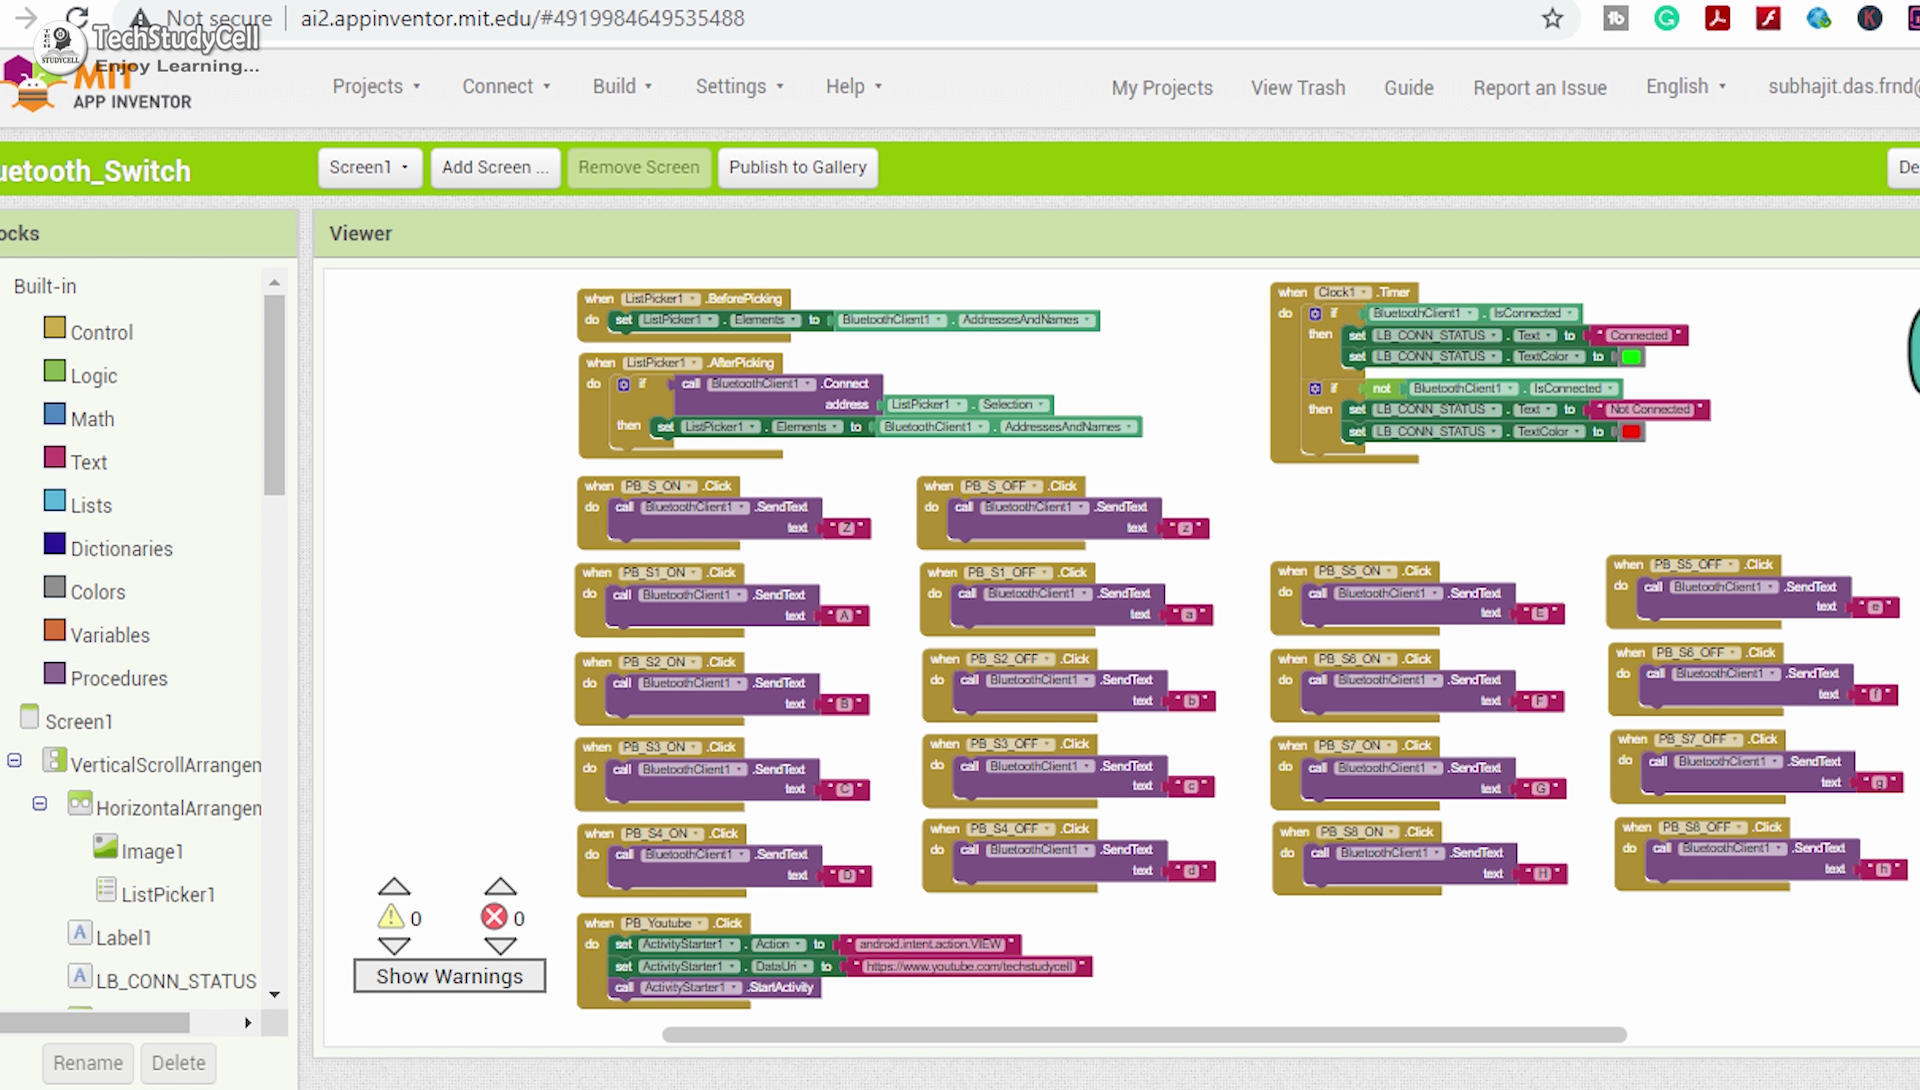 Not secure | ai2.appinventor.mit.edu/#4919984649535488
TechStudyCell
Enjoy Learning...
STUDYCELL
MIT
APP INVENTOR
Projects Connect Build Settings Help My Projects View Trash Guide Report an Issue English subhajit.das.frnd@
uetooth_Switch Screen1 Add Screen ... Remove Screen Publish to Gallery De
ocks
Viewer
Built-in
Control
Logic
Math
Text
Lists
Dictionaries
Colors
Variables
Procedures
Screen1
VerticalScrollArrangem
HorizontalArrangem
Image1
ListPicker1
Label1
LB_CONN_STATUS
Rename Delete
when ListPicker1 .BeforePicking
do set ListPicker1 . Elements to BluetoothClient1 . AddressesAndNames
when ListPicker1 .AfterPicking
do if call BluetoothClient1 .Connect
address ListPicker1 . Selection
then set ListPicker1 . Elements to BluetoothClient1 . AddressesAndNames
when Clock1 .Timer
do if BluetoothClient1 . IsConnected
then set LB_CONN_STATUS . Text to " Connected "
set LB_CONN_STATUS . TextColor to
if not BluetoothClient1 . IsConnected
then set LB_CONN_STATUS . Text to " Not Connected "
set LB_CONN_STATUS . TextColor to
when PB_S_ON .Click
do call BluetoothClient1 .SendText
text " Z "
when PB_S_OFF .Click
do call BluetoothClient1 .SendText
text " z "
when PB_S1_ON .Click
do call BluetoothClient1 .SendText
text " A "
when PB_S1_OFF .Click
do call BluetoothClient1 .SendText
text " a "
when PB_S5_ON .Click
do call BluetoothClient1 .SendText
text " E "
when PB_S5_OFF .Click
do call BluetoothClient1 .SendText
text " e "
when PB_S2_ON .Click
do call BluetoothClient1 .SendText
text " B "
when PB_S2_OFF .Click
do call BluetoothClient1 .SendText
text " b "
when PB_S6_ON .Click
do call BluetoothClient1 .SendText
text " F "
when PB_S6_OFF .Click
do call BluetoothClient1 .SendText
text " f "
when PB_S3_ON .Click
do call BluetoothClient1 .SendText
text " C "
when PB_S3_OFF .Click
do call BluetoothClient1 .SendText
text " c "
when PB_S7_ON .Click
do call BluetoothClient1 .SendText
text " G "
when PB_S7_OFF .Click
do call BluetoothClient1 .SendText
text " g "
when PB_S4_ON .Click
do call BluetoothClient1 .SendText
text " D "
when PB_S4_OFF .Click
do call BluetoothClient1 .SendText
text " d "
when PB_S8_ON .Click
do call BluetoothClient1 .SendText
text " H "
when PB_S8_OFF .Click
do call BluetoothClient1 .SendText
text " h "
when PB_Youtube .Click
do set ActivityStarter1 . Action to " android.intent.action.VIEW "
set ActivityStarter1 . DataUri to " https://www.youtube.com/techstudycell "
call ActivityStarter1 .StartActivity
0 0
Show Warnings